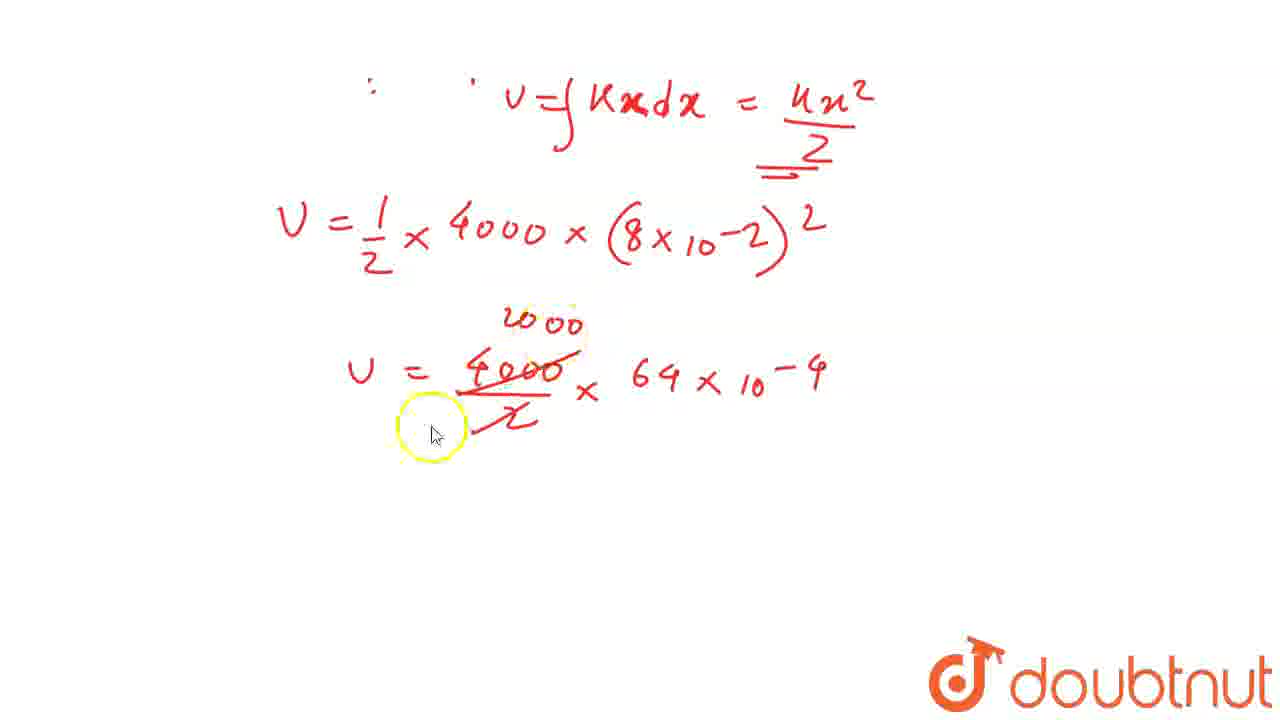 U = ∫ Kx dx = Kx²/2
U = 1/2 × 4000 × (8 × 10⁻²)²
2000
U = 4000/2 × 64 × 10⁻⁴
doubtnut